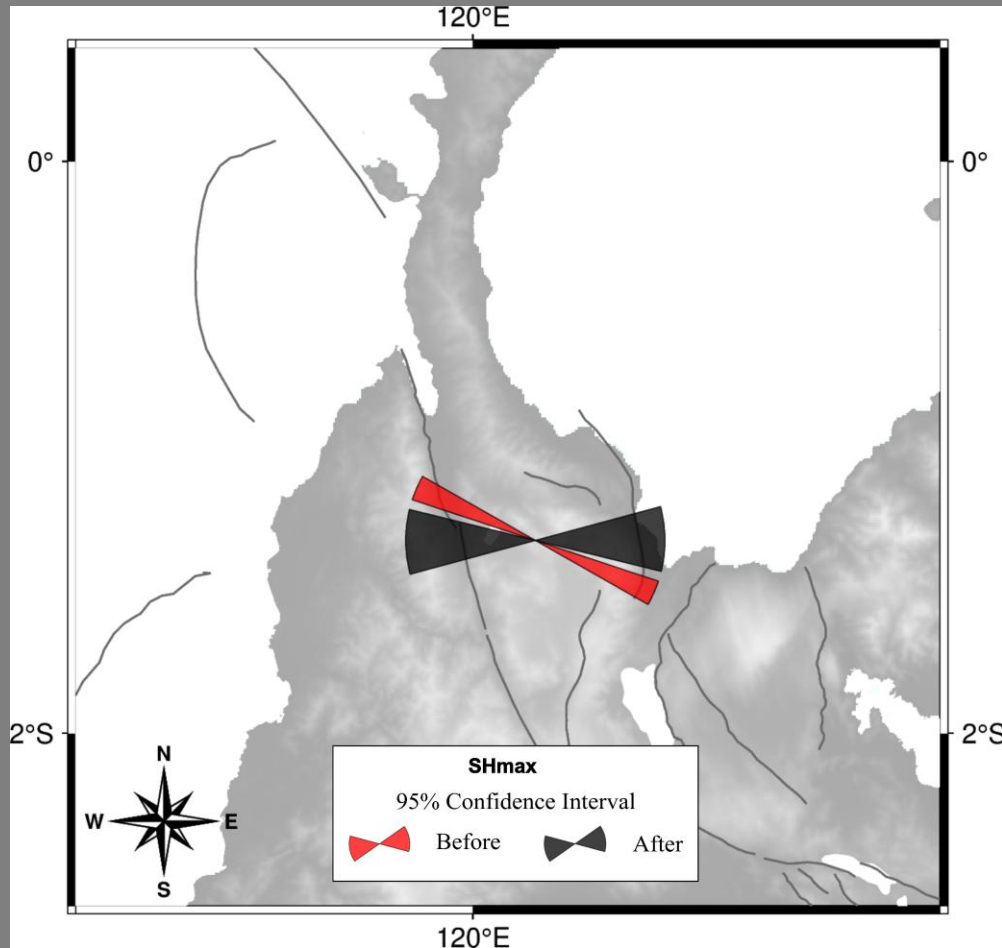 120°E
0°
0°
2°S
2°S
N
W
E
S
SHmax
95% Confidence Interval
Before
After
120°E